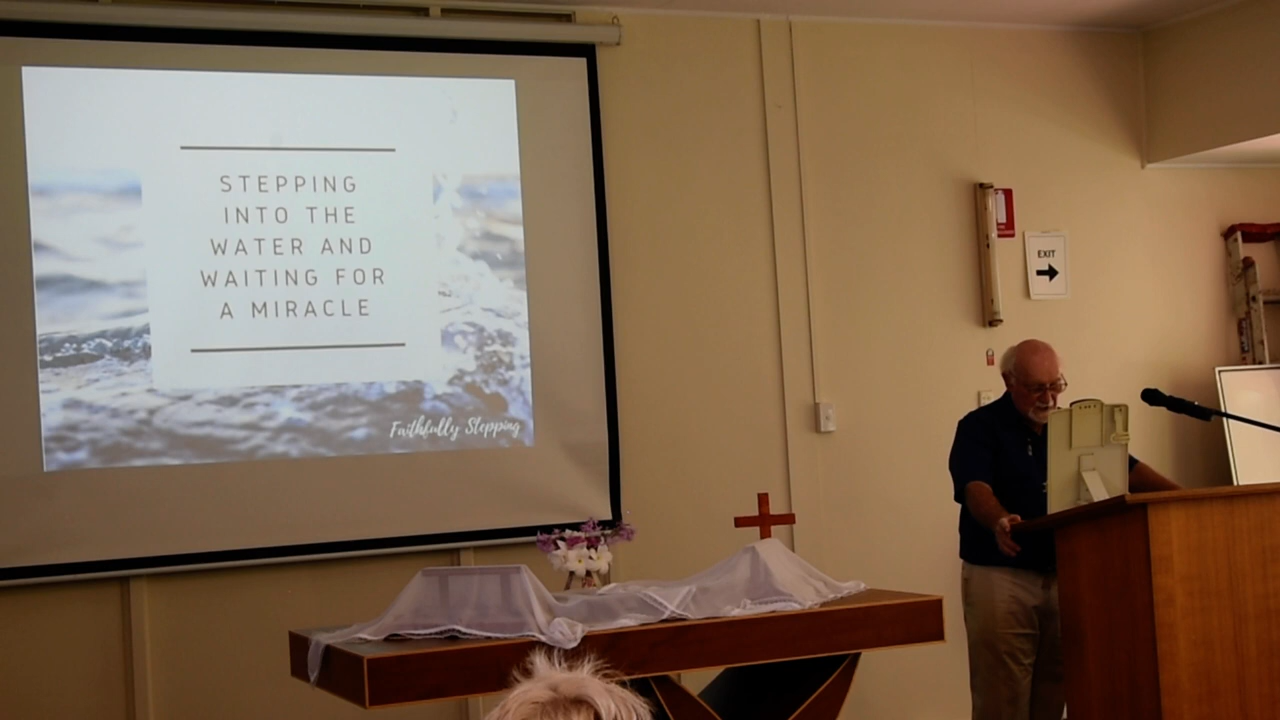 STEPPING
INTO THE
WATER AND
WAITING FOR
A MIRACLE
Faithfully Stepping
EXIT